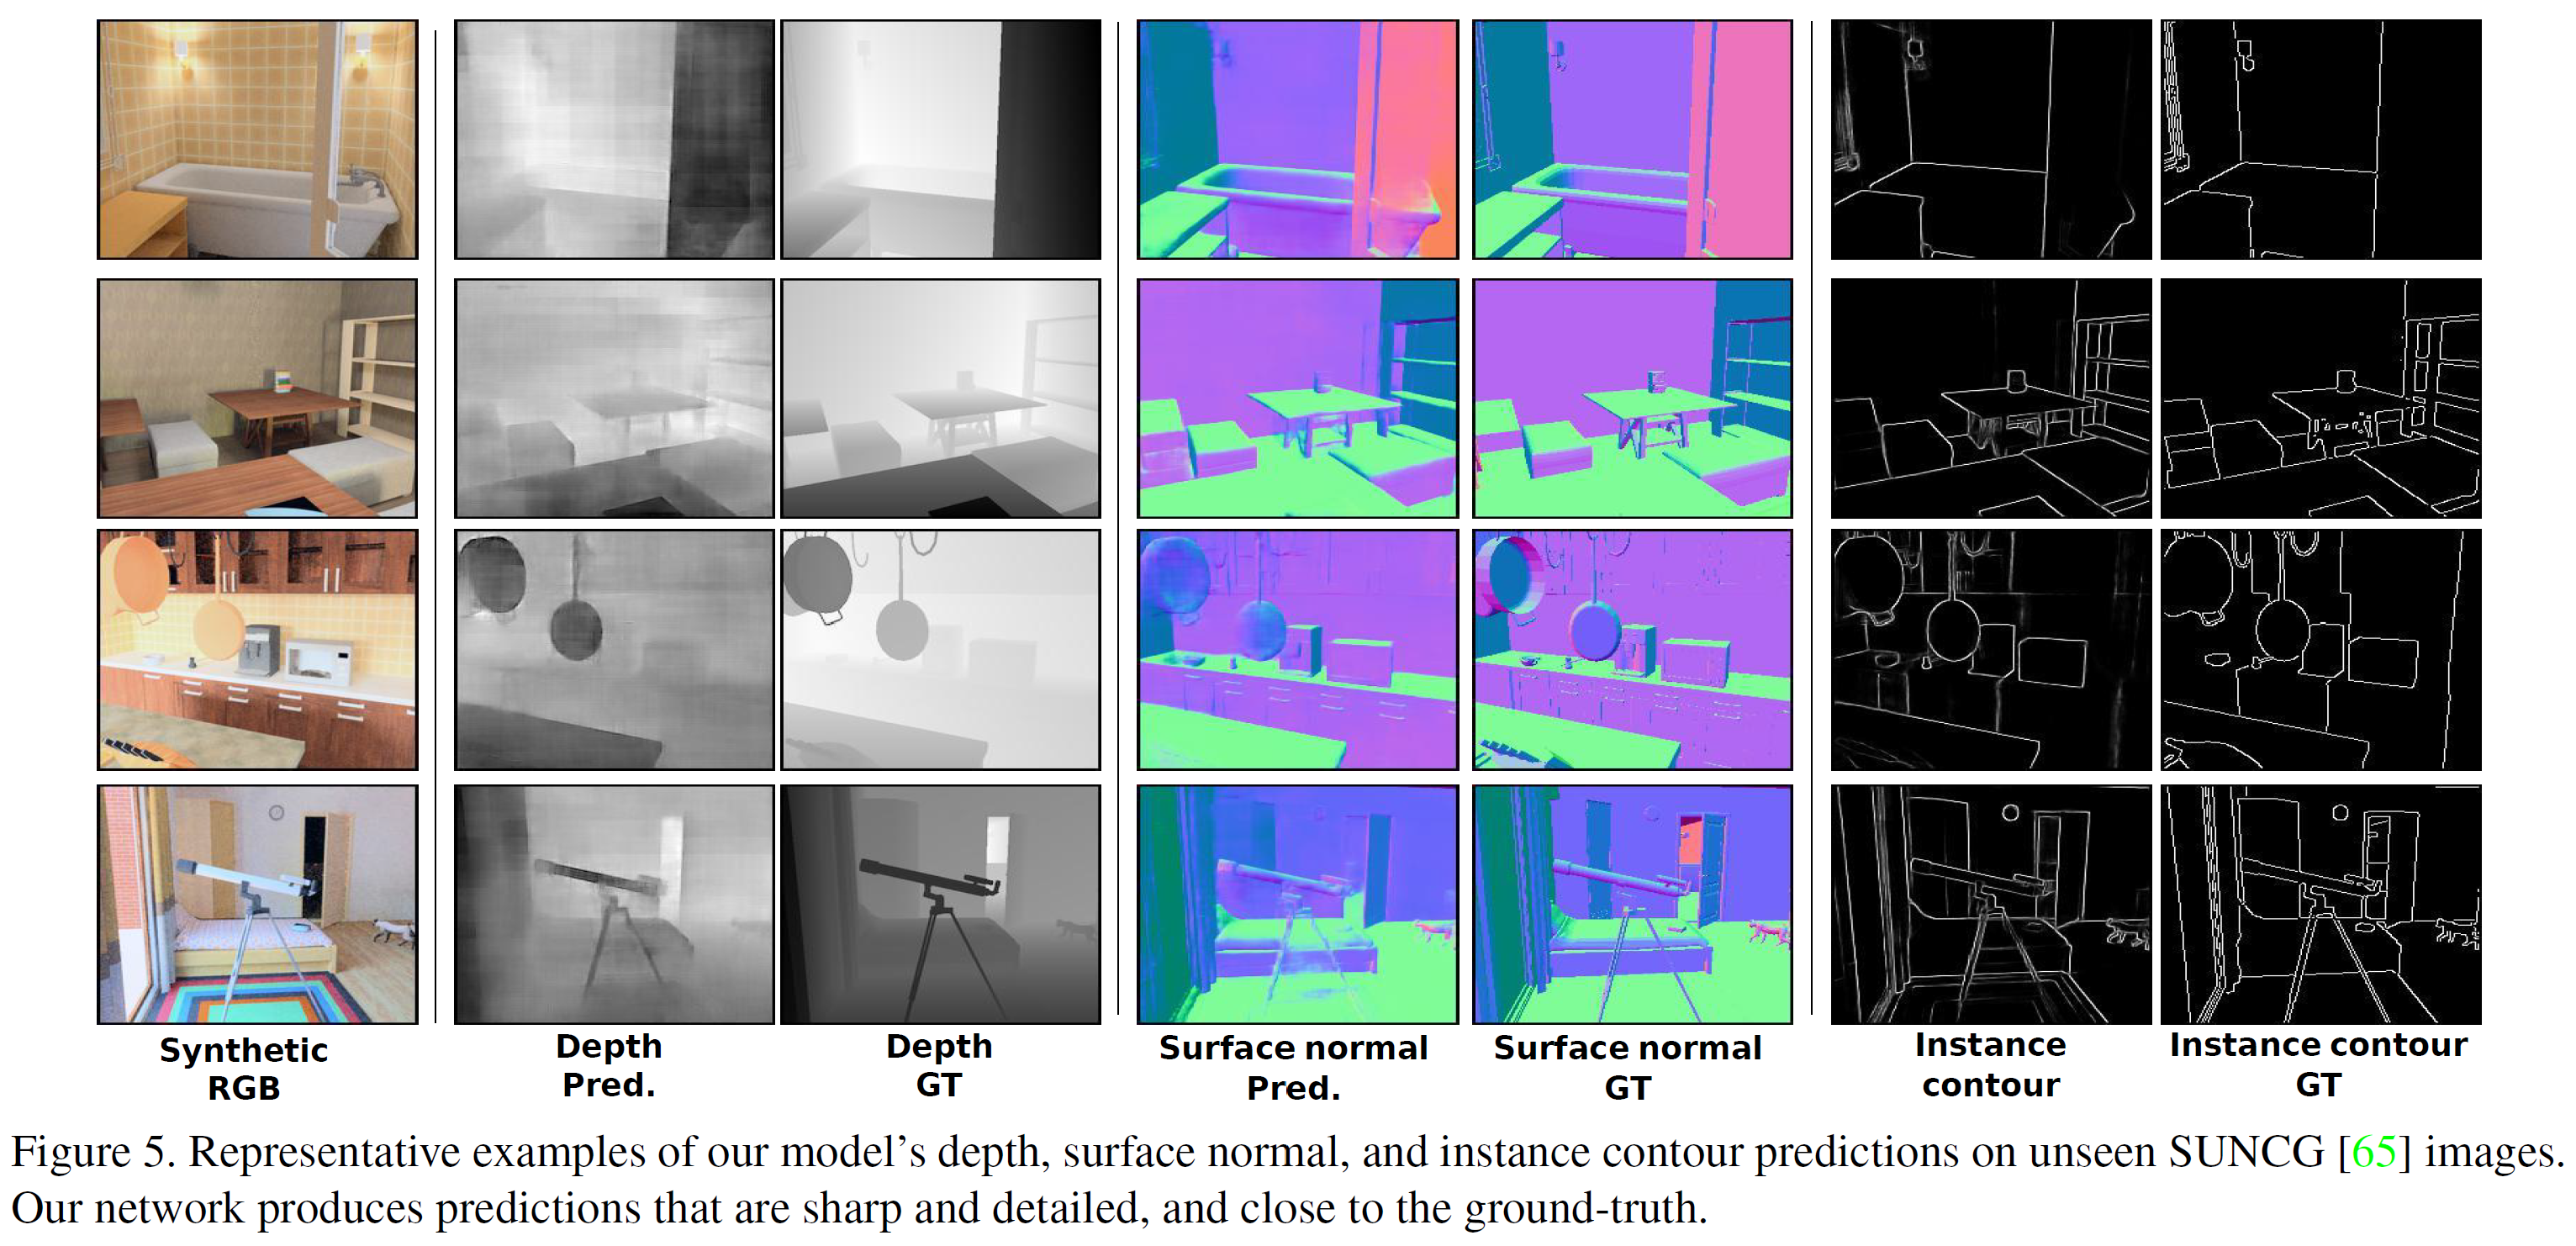 Synthetic
RGB
Depth
Pred.
Depth
GT
Surface normal
Pred.
Surface normal
GT
Instance
contour
Instance contour
GT
Figure 5. Representative examples of our model's depth, surface normal, and instance contour predictions on unseen SUNCG [65] images.
Our network produces predictions that are sharp and detailed, and close to the ground-truth.